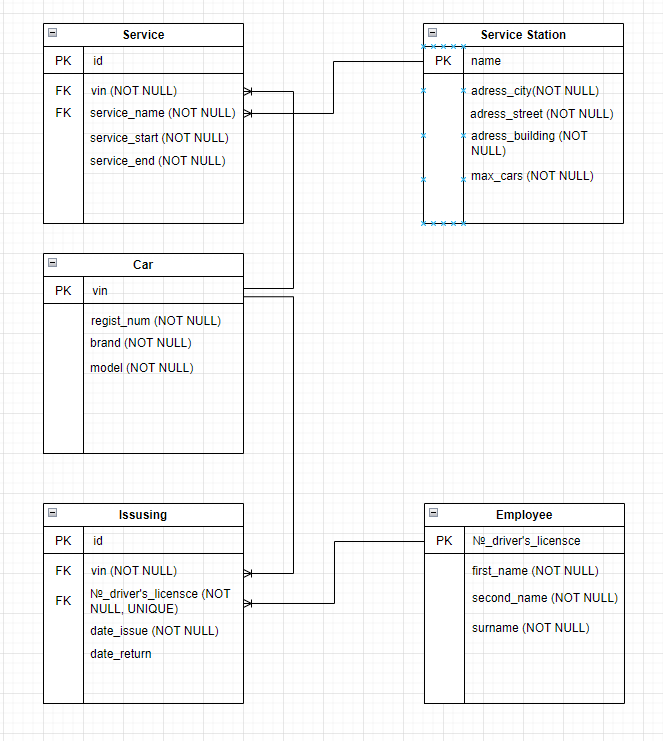 Service
PK id
FK vin (NOT NULL)
FK service_name (NOT NULL)
service_start (NOT NULL)
service_end (NOT NULL)
Service Station
PK name
adress_city(NOT NULL)
adress_street (NOT NULL)
adress_building (NOT
NULL)
max_cars (NOT NULL)
Car
PK vin
regist_num (NOT NULL)
brand (NOT NULL)
model (NOT NULL)
Issusing
PK id
FK vin (NOT NULL)
FK №_driver's_licensce (NOT
NULL, UNIQUE)
date_issue (NOT NULL)
date_return
Employee
PK №_driver's_licensce
first_name (NOT NULL)
second_name (NOT NULL)
surname (NOT NULL)